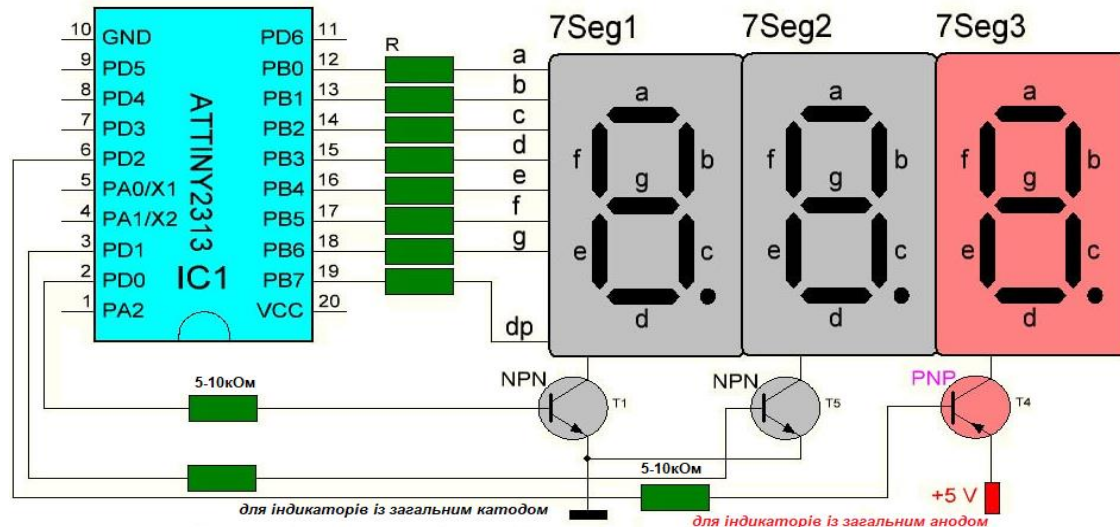 7Seg1 7Seg2 7Seg3
10 GND PD6 11
9 PD5 PB0 12
8 PD4 PB1 13
7 PD3 PB2 14
6 PD2 PB3 15
5 PA0/X1 PB4 16
4 PA1/X2 PB5 17
3 PD1 PB6 18
2 PD0 PB7 19
1 PA2 VCC 20
ATTINY2313
IC1
R
a
b
c
d
e
f
g
dp
a
f b
g
e c
d
a
f b
g
e c
d
a
f b
g
e c
d
NPN T1
NPN T5
PNP T4
5-10кОм
5-10кОм
+5 V
для індикаторів із загальним катодом
для індикаторів із загальним анодом